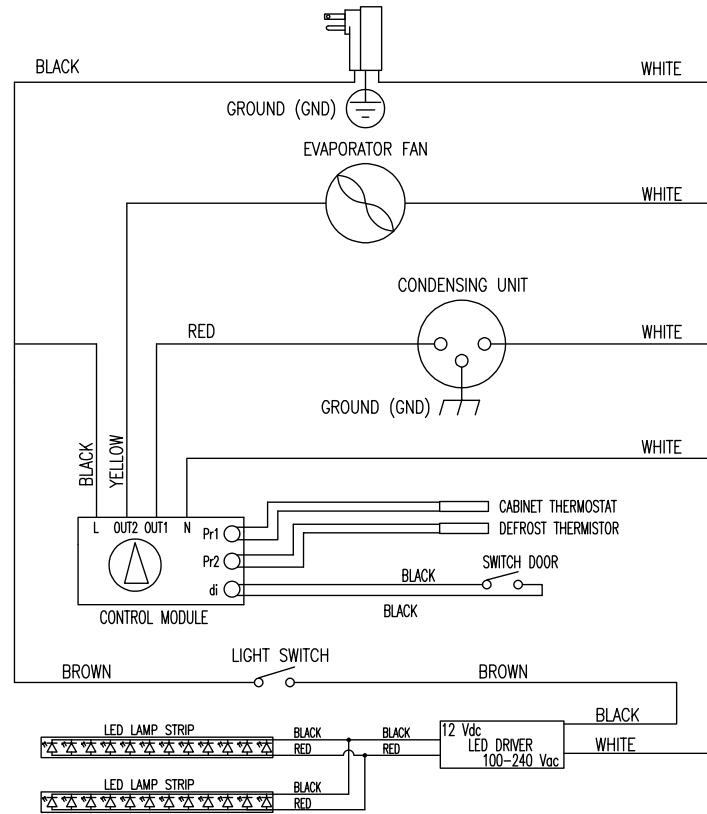 BLACK
WHITE
GROUND (GND)
EVAPORATOR FAN
WHITE
CONDENSING UNIT
RED
WHITE
GROUND (GND)
BLACK
YELLOW
WHITE
L OUT2 OUT1 N
Pr1
CABINET THERMOSTAT
Pr2
DEFROST THERMISTOR
di
BLACK
SWITCH DOOR
BLACK
CONTROL MODULE
LIGHT SWITCH
BROWN
BROWN
BLACK
LED LAMP STRIP
BLACK
BLACK
12 Vdc
RED
RED
LED DRIVER
WHITE
100-240 Vac
LED LAMP STRIP
BLACK
RED